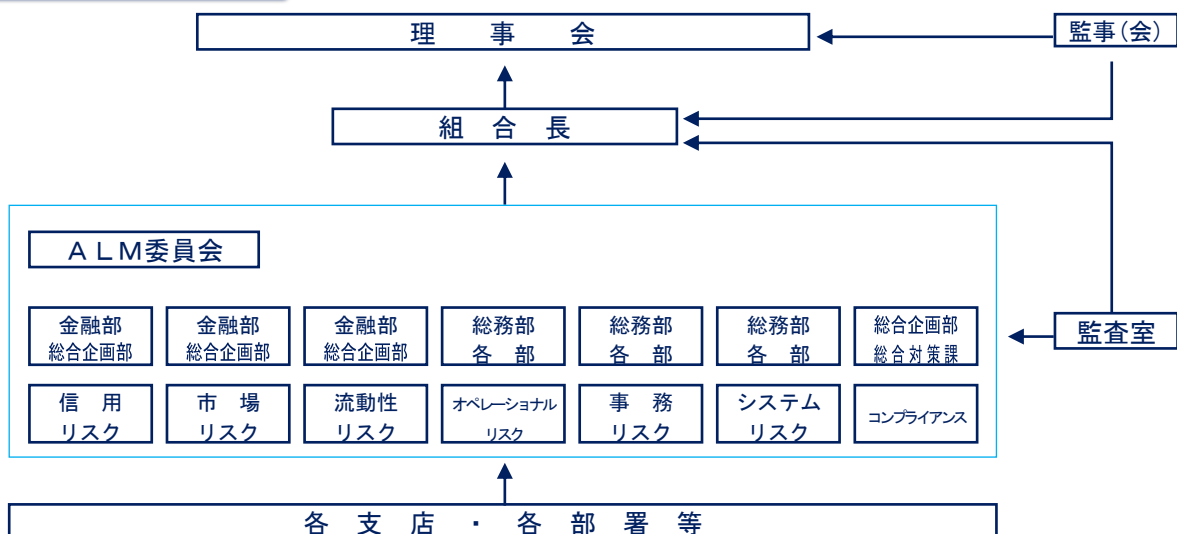 理事会
監事(会)
組合長
ALM委員会
金融部
総合企画部
金融部
総合企画部
金融部
総合企画部
総務部
各部
総務部
各部
総務部
各部
総合企画部
総合対策課
監査室
信用
リスク
市場
リスク
流動性
リスク
オペレーショナル
リスク
事務
リスク
システム
リスク
コンプライアンス
各支店・各部署等